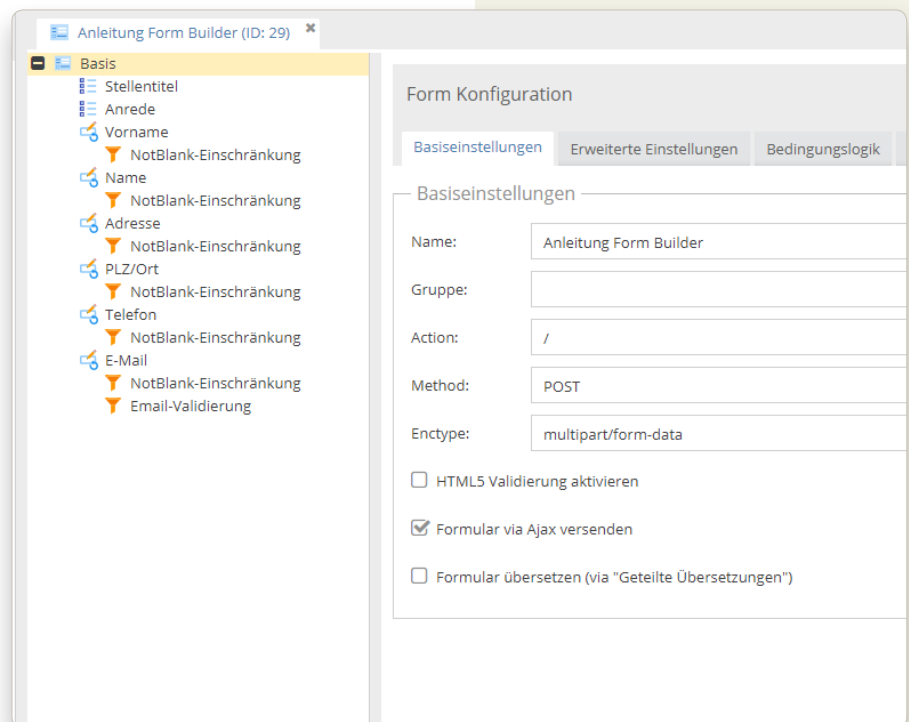 Anleitung Form Builder (ID: 29)
Basis
Stellentitel
Anrede
Vorname
NotBlank-Einschränkung
Name
NotBlank-Einschränkung
Adresse
NotBlank-Einschränkung
PLZ/Ort
NotBlank-Einschränkung
Telefon
NotBlank-Einschränkung
E-Mail
NotBlank-Einschränkung
Email-Validierung
Form Konfiguration
Basiseinstellungen Erweiterte Einstellungen Bedingungslogik
Basiseinstellungen
Name: Anleitung Form Builder
Gruppe:
Action: /
Method: POST
Enctype: multipart/form-data
HTML5 Validierung aktivieren
Formular via Ajax versenden
Formular übersetzen (via "Geteilte Übersetzungen")